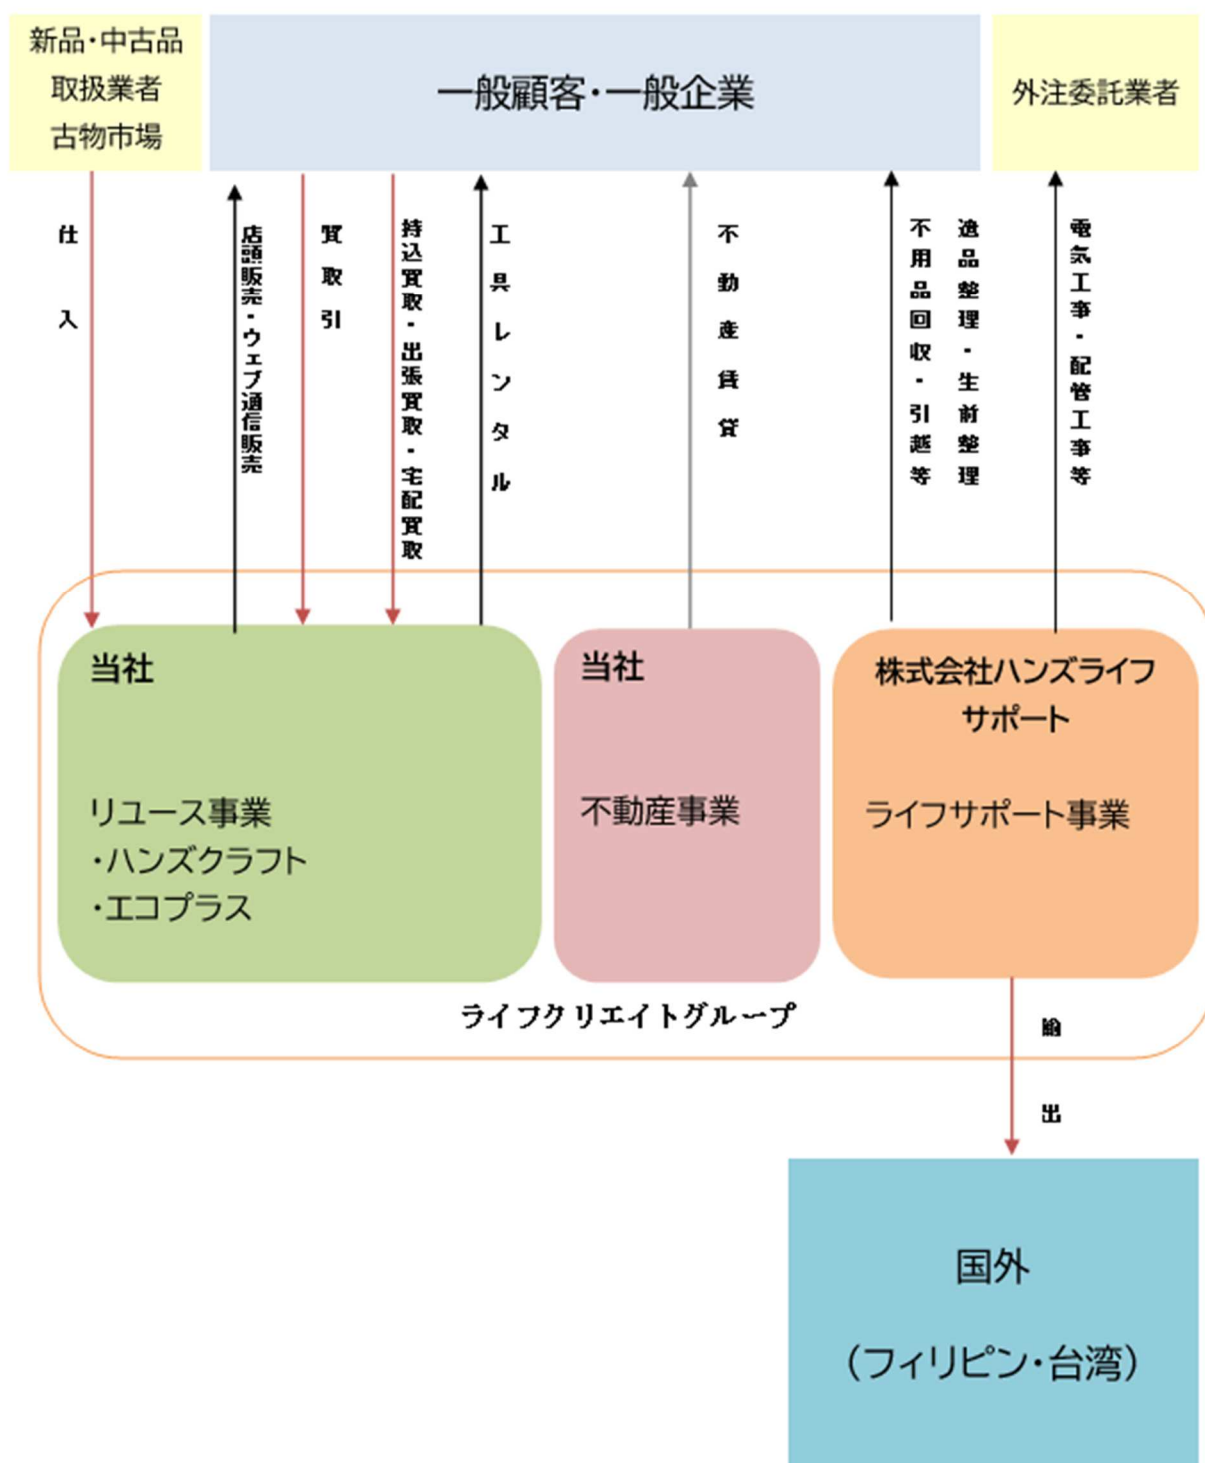 新品・中古品
取扱業者
古物市場
一般顧客・一般企業
外注委託業者
仕入
店頭販売・ウェブ通信販売
質取引
持込買取・出張買取・宅配買取
工具レンタル
不動産賃貸
遺品整理・生前整理
不用品回収・引越等
電気工事・配管工事等
当社
リユース事業
・ハンズクラフト
・エコプラス
当社
不動産事業
株式会社ハンズライフ
サポート
ライフサポート事業
ライフクリエイトグループ
輸出
国外
（フィリピン・台湾）